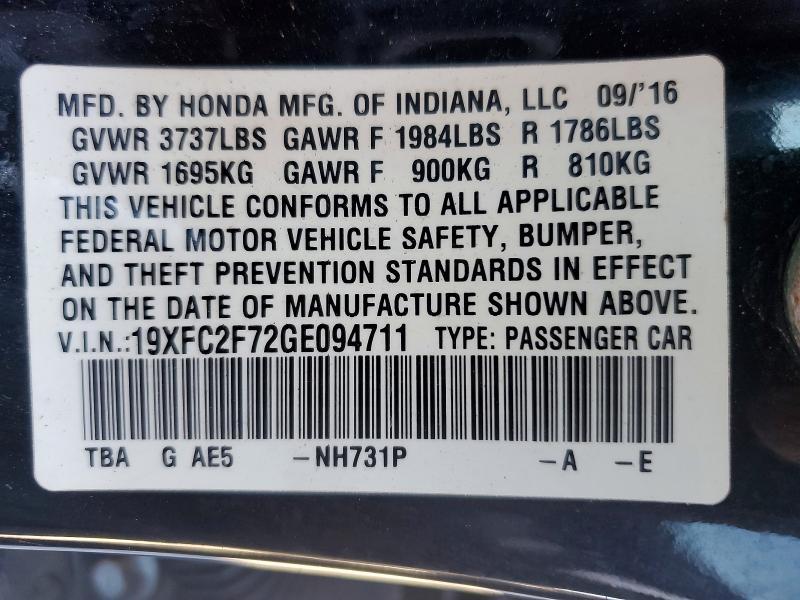 MFD. BY HONDA MFG. OF INDIANA, LLC 09/'16
GVWR 3737LBS GAWR F 1984LBS R 1786LBS
GVWR 1695KG GAWR F 900KG R 810KG
THIS VEHICLE CONFORMS TO ALL APPLICABLE
FEDERAL MOTOR VEHICLE SAFETY, BUMPER,
AND THEFT PREVENTION STANDARDS IN EFFECT
ON THE DATE OF MANUFACTURE SHOWN ABOVE.
V.I.N.:19XFC2F72GE094711 TYPE: PASSENGER CAR
TBA G AE5 -NH731P -A -E